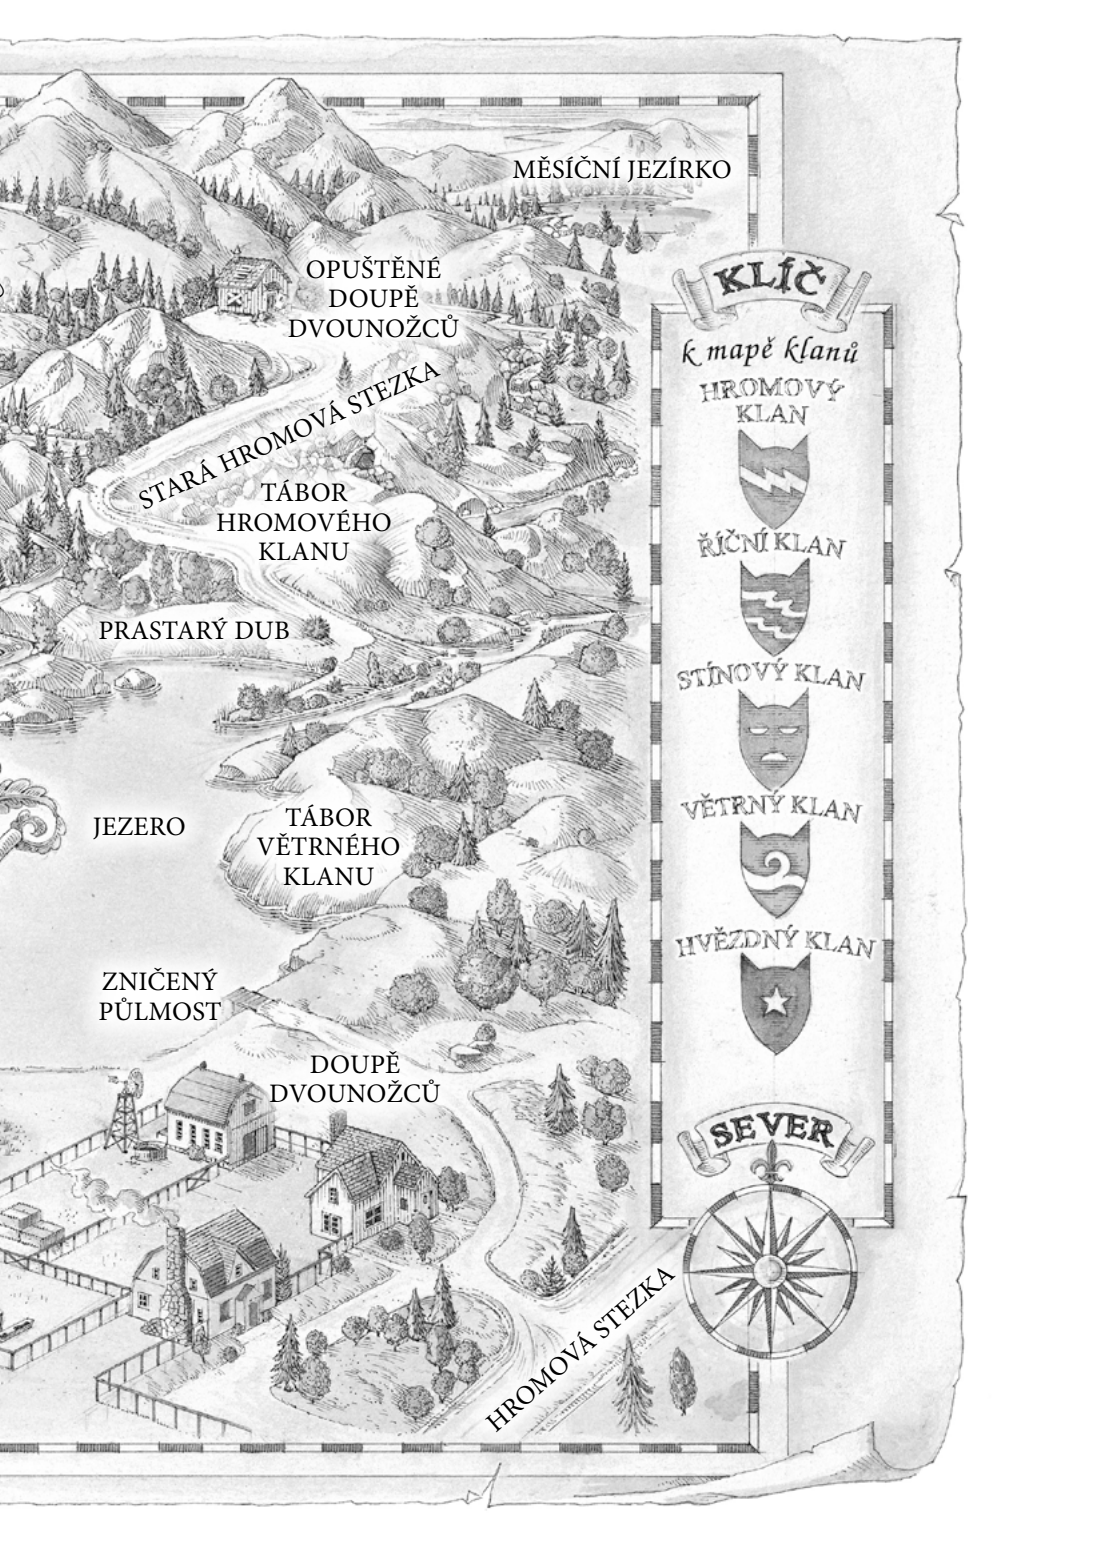 MĚSÍČNÍ JEZÍRKO
OPUŠTĚNÉ
DOUPĚ
DVOUNOŽCŮ
STARÁ HROMOVÁ STEZKA
TÁBOR
HROMOVÉHO
KLANU
PRASTARÝ DUB
JEZERO
TÁBOR
VĚTRNÉHO
KLANU
ZNIČENÝ
PŮLMOST
DOUPĚ
DVOUNOŽCŮ
HROMOVÁ STEZKA
KLÍČ
k mapě klanů
HROMOVÝ
KLAN
ŘÍČNÍ KLAN
STÍNOVÝ KLAN
VĚTRNÝ KLAN
HVĚZDNÝ KLAN
SEVER